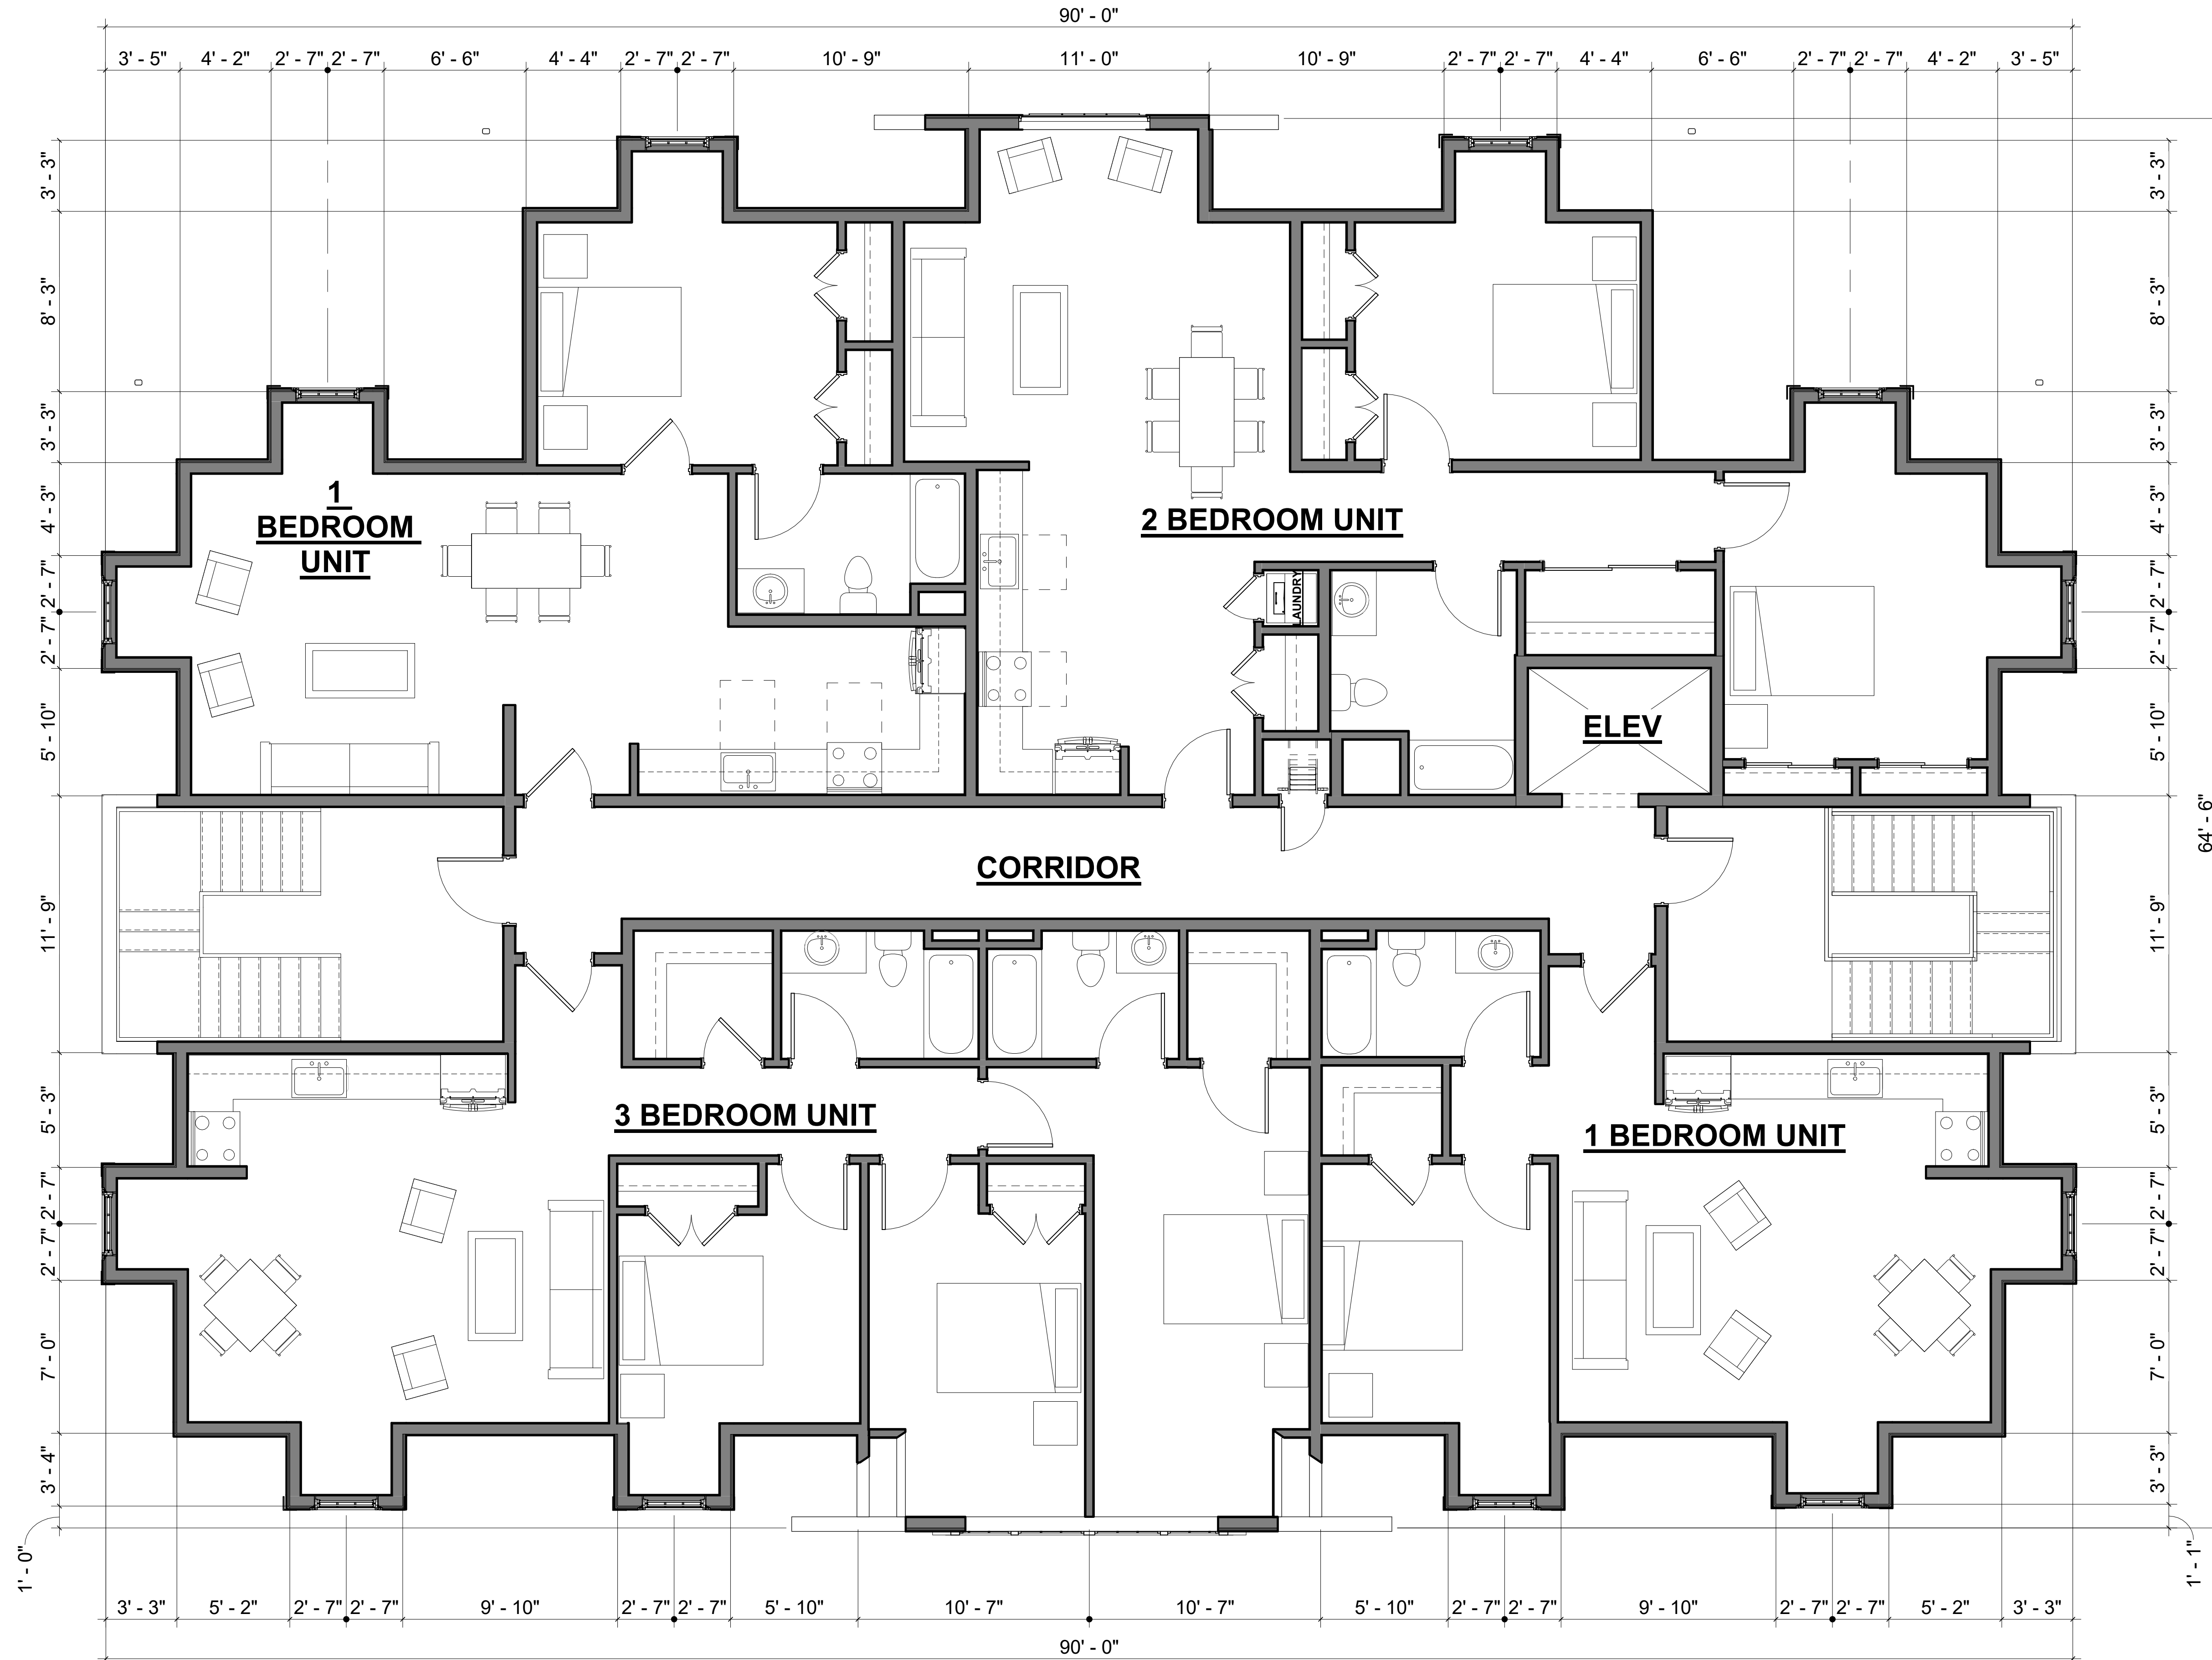 90' - 0"
3' - 5" 4' - 2" 2' - 7" 2' - 7" 6' - 6" 4' - 4" 2' - 7" 2' - 7" 10' - 9" 11' - 0" 10' - 9" 2' - 7" 2' - 7" 4' - 4" 6' - 6" 2' - 7" 2' - 7" 4' - 2" 3' - 5"
3' - 3"
8' - 3"
3' - 3"
4' - 3"
2' - 7"
2' - 7"
5' - 10"
11' - 9"
5' - 3"
2' - 7"
2' - 7"
7' - 0"
3' - 4"
1' - 0"
1
BEDROOM
UNIT
2 BEDROOM UNIT
LAUNDRY
ELEV
CORRIDOR
3 BEDROOM UNIT
1 BEDROOM UNIT
3' - 3"
8' - 3"
3' - 3"
4' - 3"
2' - 7"
2' - 7"
5' - 10"
11' - 9"
5' - 3"
2' - 7"
2' - 7"
7' - 0"
3' - 3"
1' - 1"
64' - 6"
3' - 3" 5' - 2" 2' - 7" 2' - 7" 9' - 10" 2' - 7" 2' - 7" 5' - 10" 10' - 7" 10' - 7" 5' - 10" 2' - 7" 2' - 7" 9' - 10" 2' - 7" 2' - 7" 5' - 2" 3' - 3"
90' - 0"